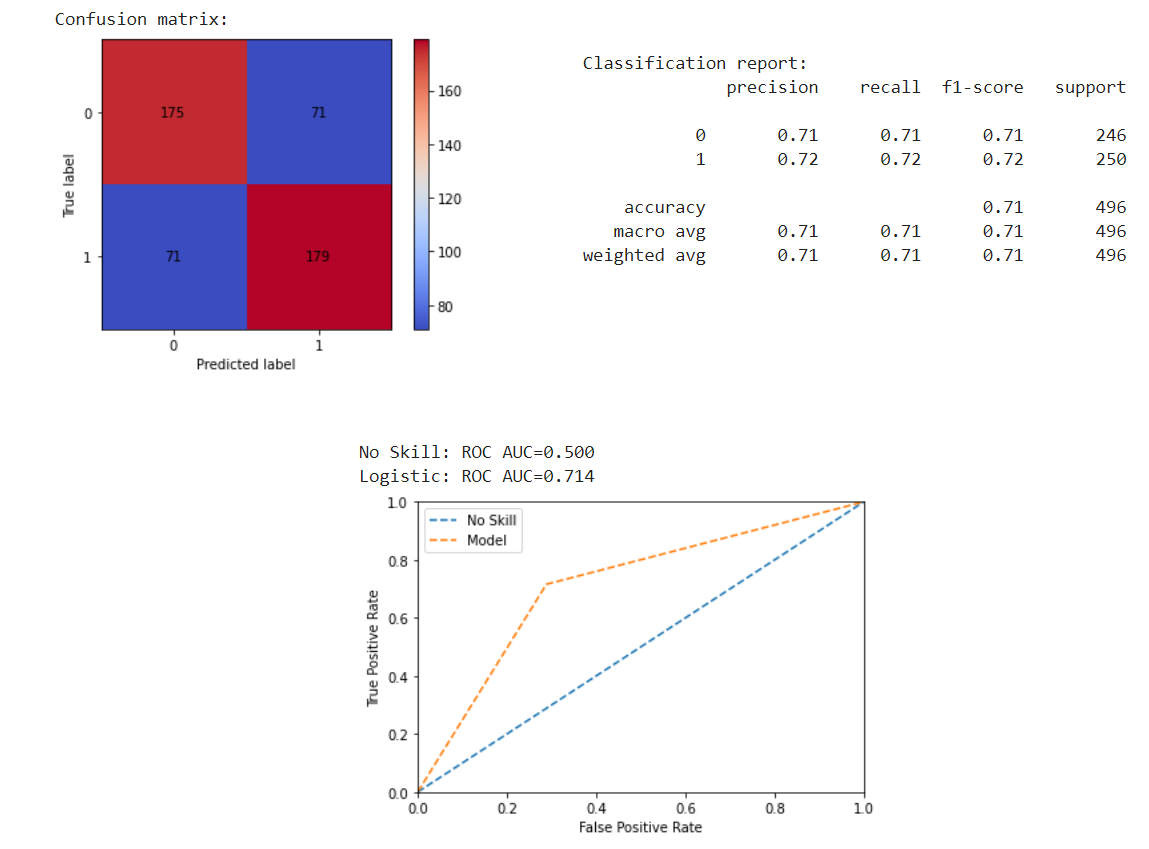 Confusion matrix:
175 71
71 179
0
1
True label
0 1
Predicted label
160
140
120
100
80
Classification report:
precision recall f1-score support
0 0.71 0.71 0.71 246
1 0.72 0.72 0.72 250
accuracy 0.71 496
macro avg 0.71 0.71 0.71 496
weighted avg 0.71 0.71 0.71 496
No Skill: ROC AUC=0.500
Logistic: ROC AUC=0.714
No Skill
Model
1.0
0.8
0.6
0.4
0.2
0.0
True Positive Rate
0.0 0.2 0.4 0.6 0.8 1.0
False Positive Rate